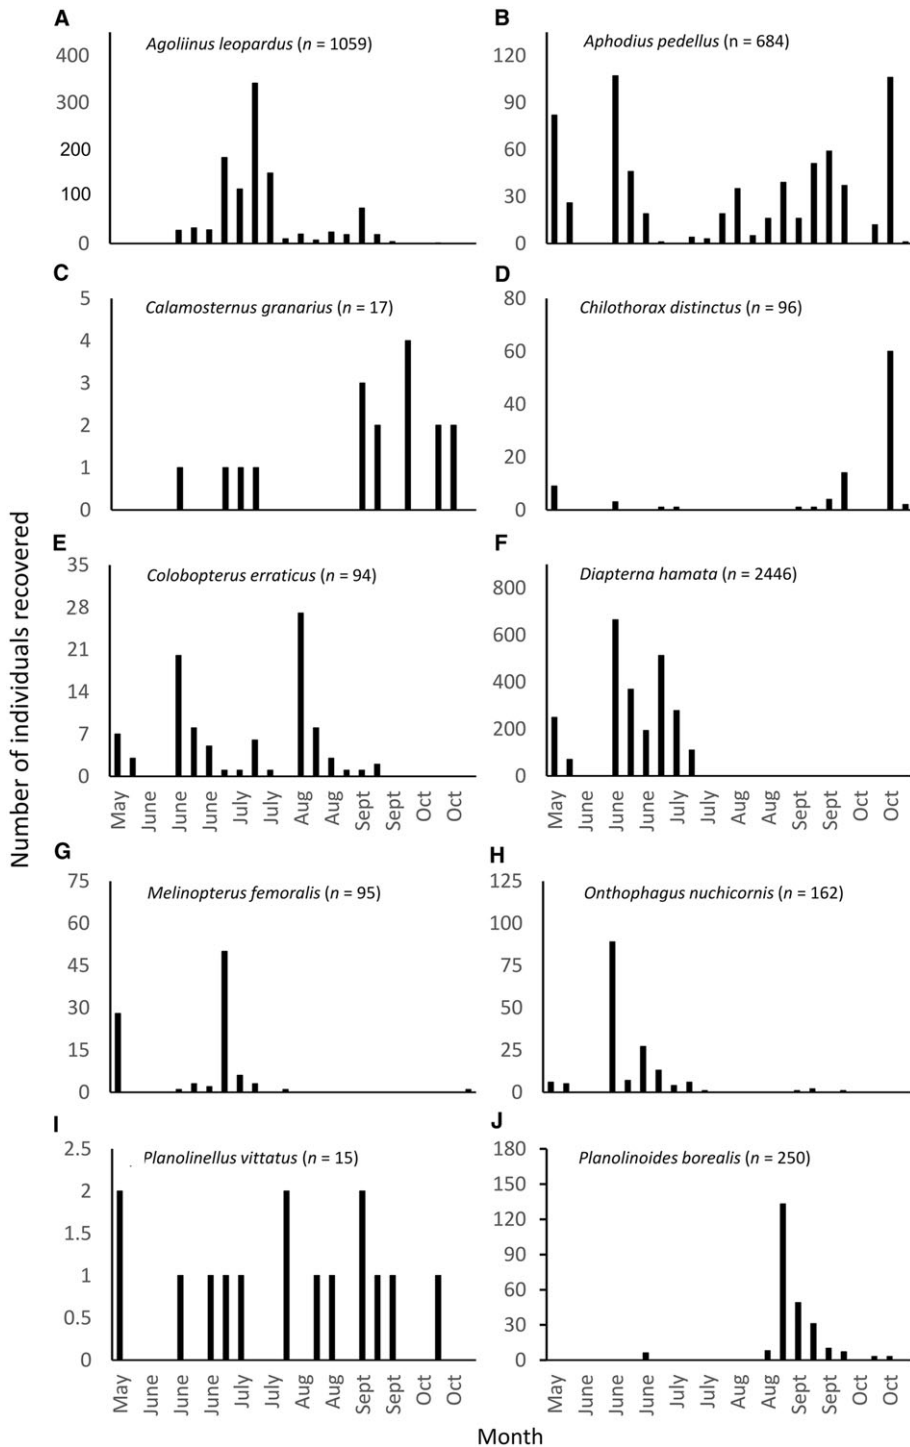 A
Agoliinus leopardus (n = 1059)
400
300
200
100
0
B
Aphodius pedellus (n = 684)
120
90
60
30
0
C
Calamosternus granarius (n = 17)
5
4
3
2
1
0
D
Chilothorax distinctus (n = 96)
80
60
40
20
0
E
Colobopterus erraticus (n = 94)
35
28
21
14
7
0
May
June
June
June
July
July
Aug
Aug
Sept
Sept
Oct
Oct
F
Diapterna hamata (n = 2446)
800
600
400
200
0
May
June
June
June
July
July
Aug
Aug
Sept
Sept
Oct
Oct
G
Melinopterus femoralis (n = 95)
75
60
45
30
15
0
H
Onthophagus nuchicornis (n = 162)
125
100
75
50
25
0
I
Planolinellus vittatus (n = 15)
2.5
2
1.5
1
0.5
0
May
June
June
June
July
July
Aug
Aug
Sept
Sept
Oct
Oct
J
Planolinoides borealis (n = 250)
180
150
120
90
60
30
0
May
June
June
June
July
July
Aug
Aug
Sept
Sept
Oct
Oct
Number of individuals recovered
Month